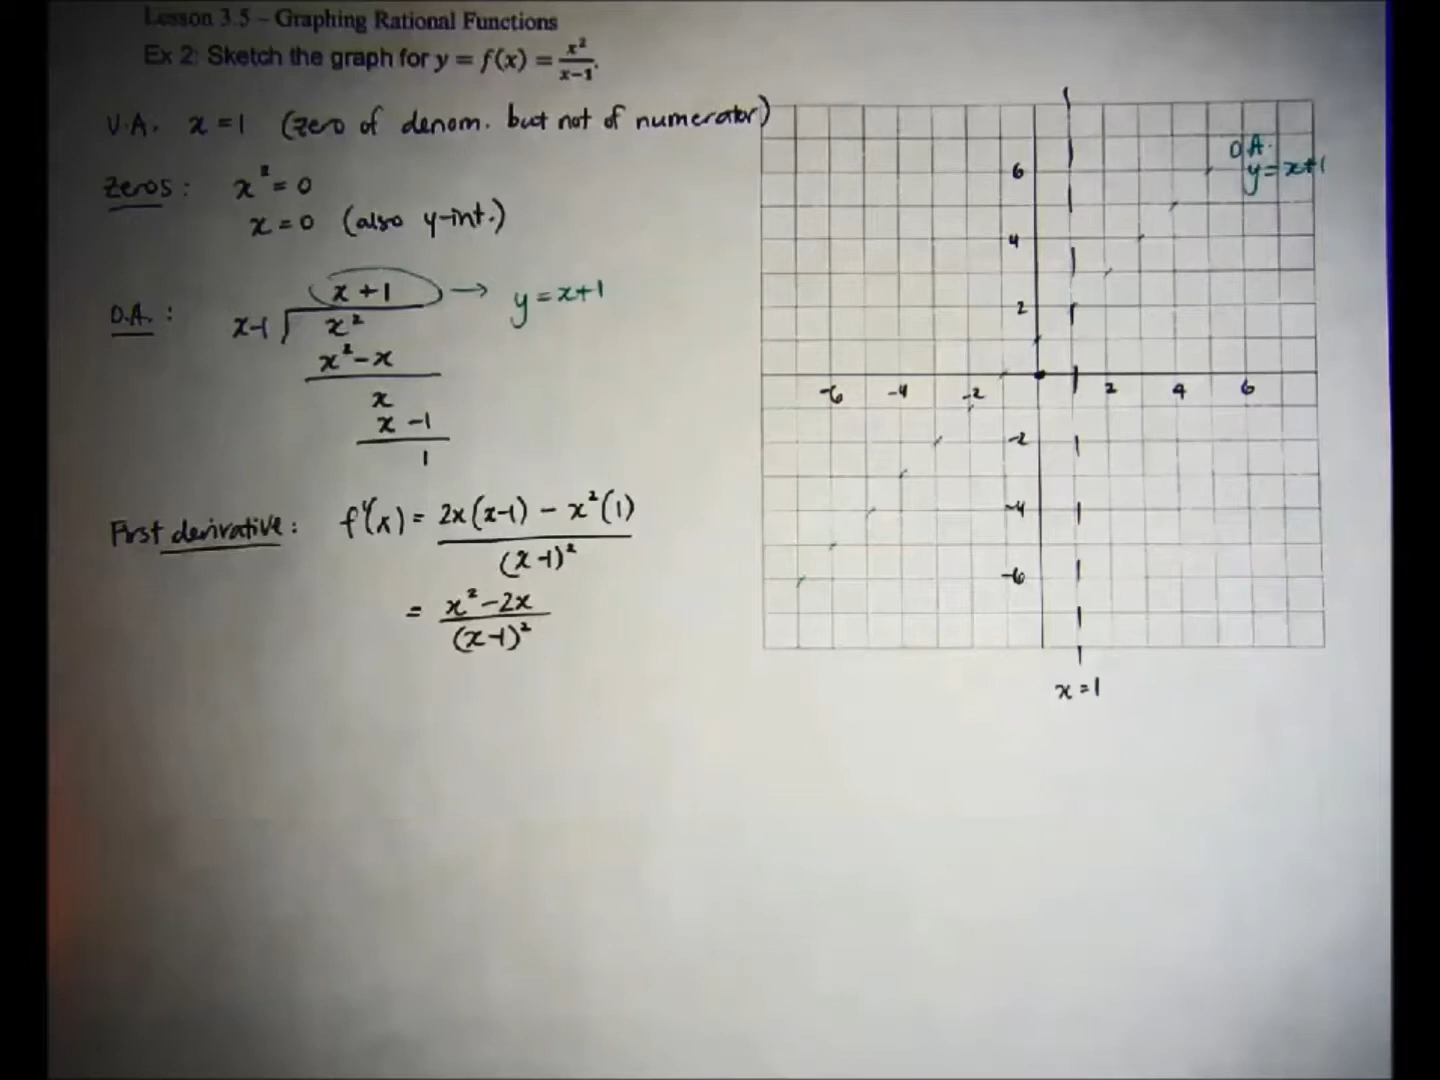 Lesson 3.5 – Graphing Rational Functions
Ex 2: Sketch the graph for y = f(x) = x²/(x−1).
V.A. x = 1 (zero of denom. but not of numerator)
Zeros: x² = 0
x = 0 (also y-int.)
O.A.: x + 1 → y = x+1
x-1 ) x²
x² - x
x
x - 1
1
First derivative: f'(x) = 2x(x-1) - x²(1)
(x-1)²
= x² - 2x
(x-1)²
O.A.
y = x+1
6
4
2
-6 -4 -2 2 4 6
-2
-4
-6
x = 1